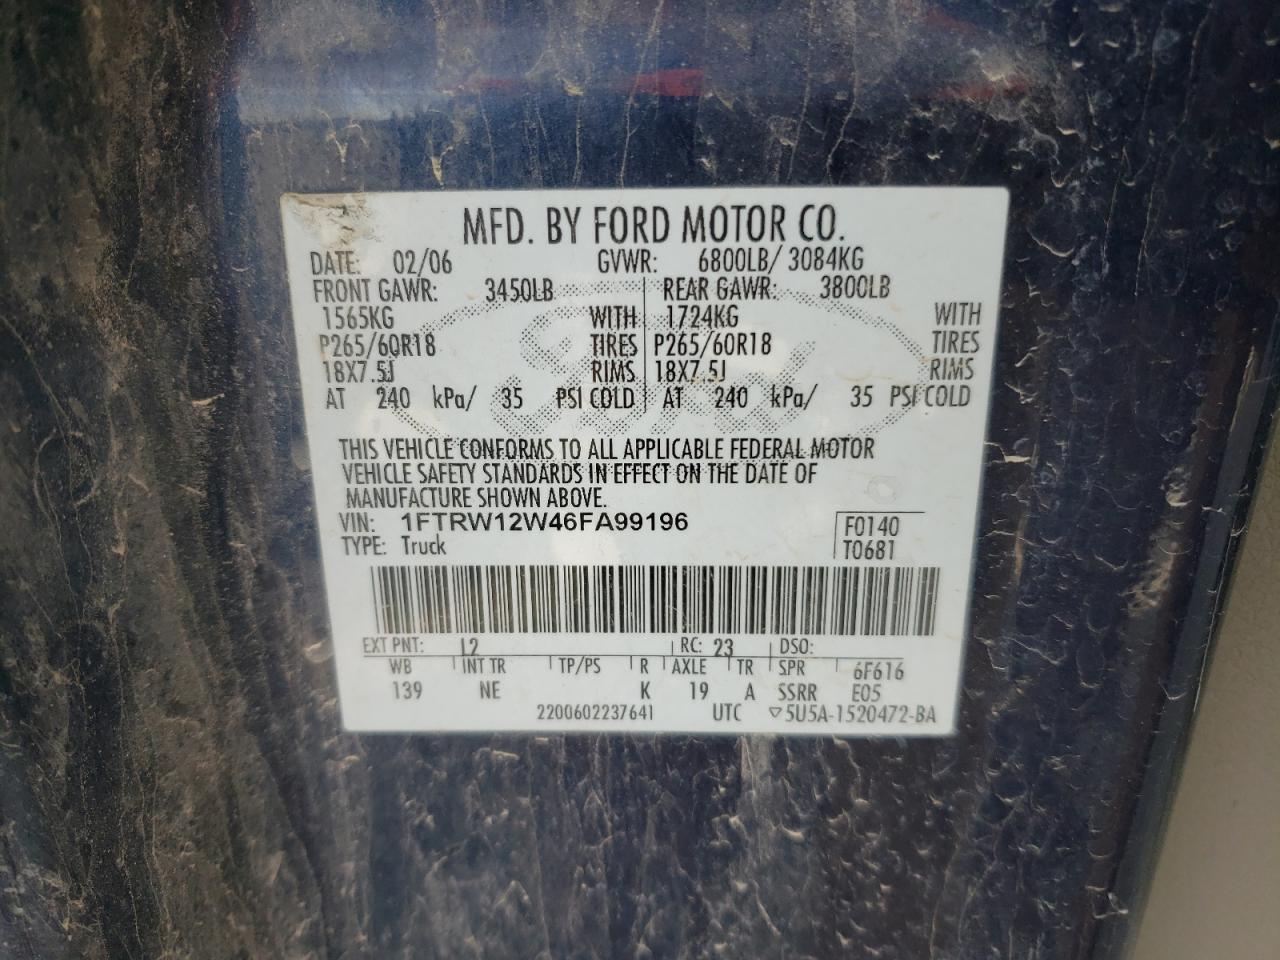 MFD. BY FORD MOTOR CO.
DATE: 02/06 GVWR: 6800LB/ 3084KG
FRONT GAWR: 3450LB REAR GAWR: 3800LB
1565KG WITH 1724KG WITH
P265/60R18 TIRES P265/60R18 TIRES
18X7.5J RIMS 18X7.5J RIMS
AT 240 kPa/ 35 PSI COLD AT 240 kPa/ 35 PSI COLD
THIS VEHICLE CONFORMS TO ALL APPLICABLE FEDERAL MOTOR
VEHICLE SAFETY STANDARDS IN EFFECT ON THE DATE OF
MANUFACTURE SHOWN ABOVE.
VIN: 1FTRW12W46FA99196 F0140
TYPE: Truck T0681
EXT PNT: L2 RC: 23 DSO:
WB INT TR TP/PS R AXLE TR SPR 6F616
139 NE K 19 A SSRR E05
2200602237641 UTC ▽5U5A-1520472-BA